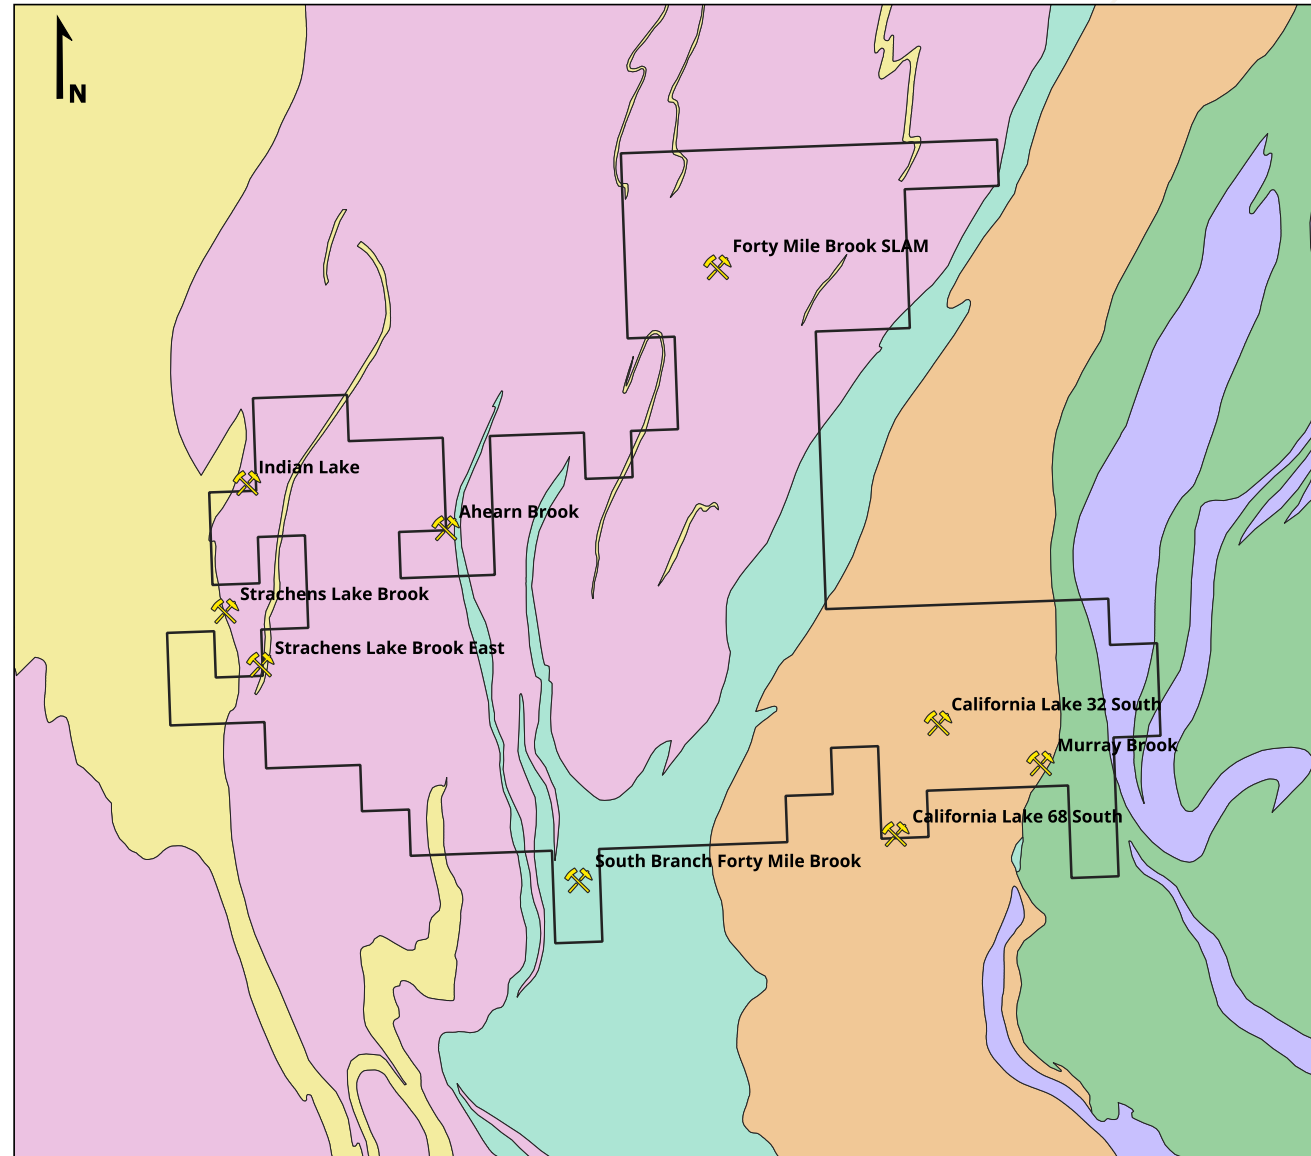 N
Forty Mile Brook SLAM
Indian Lake
Ahearn Brook
Strachens Lake Brook
Strachens Lake Brook East
California Lake 32 South
Murray Brook
California Lake 68 South
South Branch Forty Mile Brook